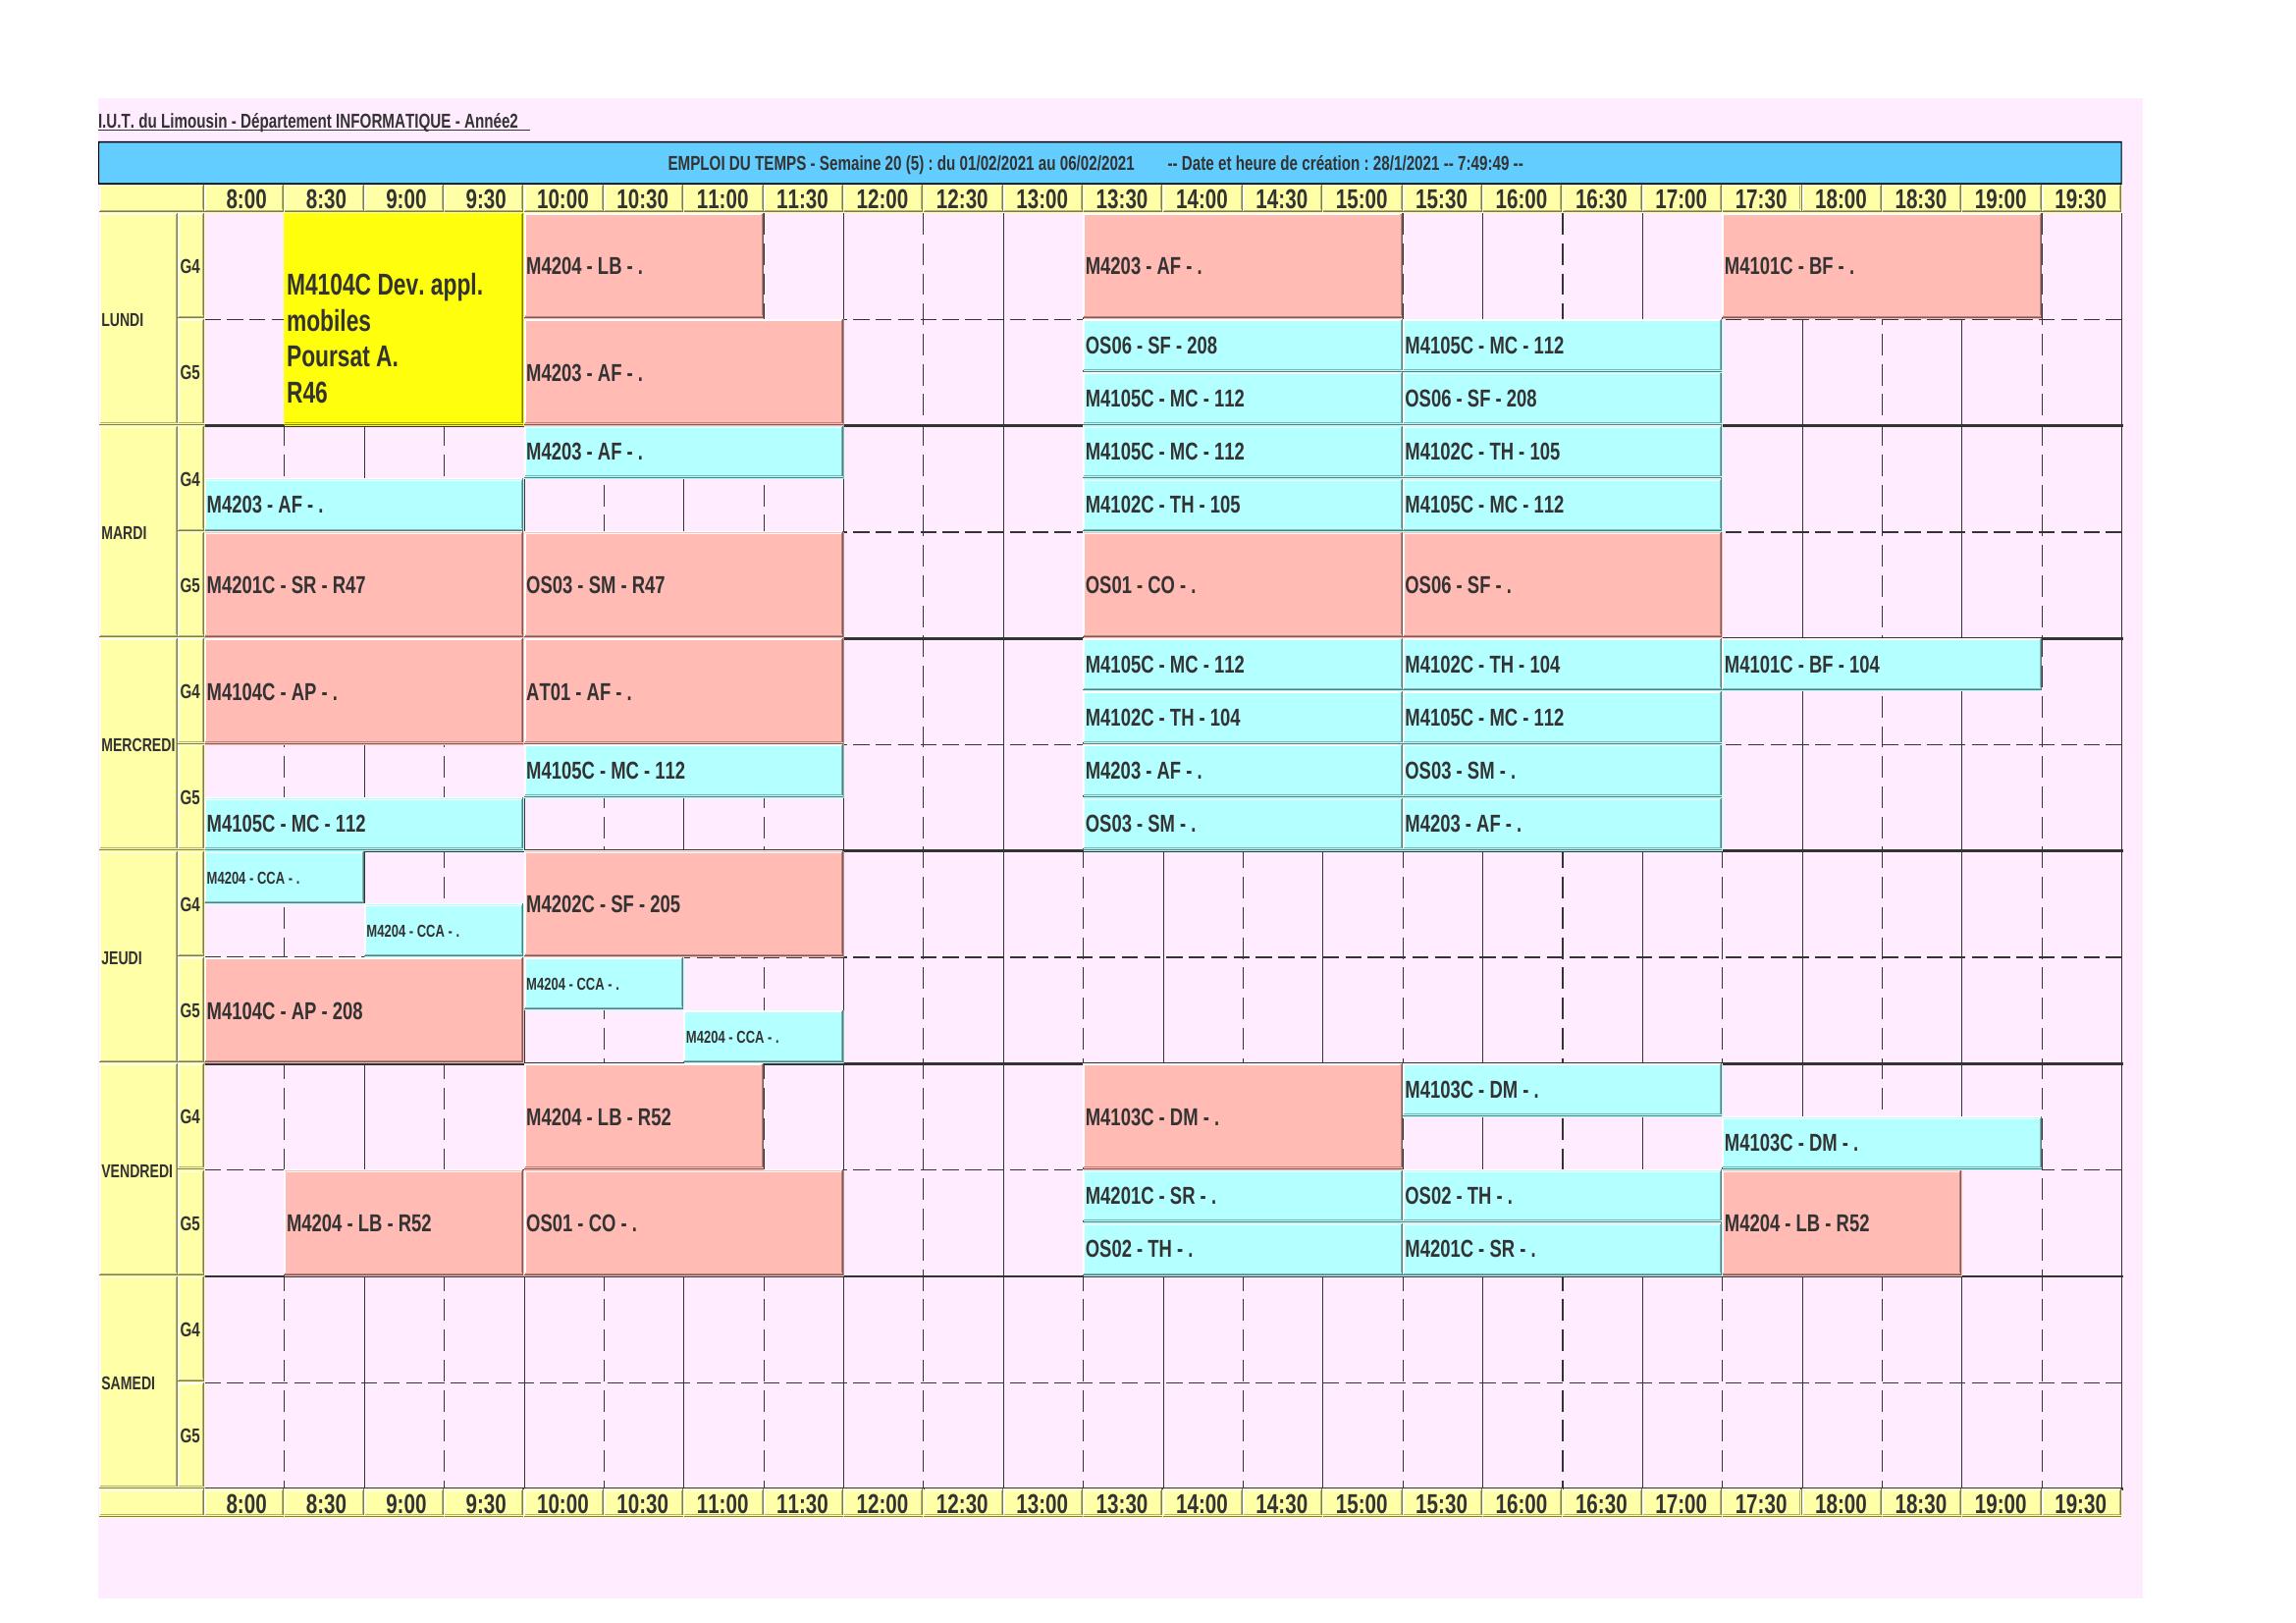 I.U.T. du Limousin - Département INFORMATIQUE - Année2
EMPLOI DU TEMPS - Semaine 20 (5) : du 01/02/2021 au 06/02/2021 -- Date et heure de création : 28/1/2021 -- 7:49:49 --
8:00 8:30 9:00 9:30 10:00 10:30 11:00 11:30 12:00 12:30 13:00 13:30 14:00 14:30 15:00 15:30 16:00 16:30 17:00 17:30 18:00 18:30 19:00 19:30
LUNDI
G4
M4104C Dev. appl.
mobiles
Poursat A.
R46
M4204 - LB - .
M4203 - AF - .
M4101C - BF - .
G5
M4203 - AF - .
OS06 - SF - 208
M4105C - MC - 112
M4105C - MC - 112
OS06 - SF - 208
MARDI
G4
M4203 - AF - .
M4105C - MC - 112
M4102C - TH - 105
M4203 - AF - .
M4102C - TH - 105
M4105C - MC - 112
G5
M4201C - SR - R47
OS03 - SM - R47
OS01 - CO - .
OS06 - SF - .
MERCREDI
G4
M4104C - AP - .
AT01 - AF - .
M4105C - MC - 112
M4102C - TH - 104
M4101C - BF - 104
M4102C - TH - 104
M4105C - MC - 112
G5
M4105C - MC - 112
M4203 - AF - .
OS03 - SM - .
M4105C - MC - 112
OS03 - SM - .
M4203 - AF - .
JEUDI
G4
M4204 - CCA - .
M4204 - CCA - .
M4202C - SF - 205
G5
M4104C - AP - 208
M4204 - CCA - .
M4204 - CCA - .
VENDREDI
G4
M4204 - LB - R52
M4103C - DM - .
M4103C - DM - .
M4103C - DM - .
G5
M4204 - LB - R52
OS01 - CO - .
M4201C - SR - .
OS02 - TH - .
M4204 - LB - R52
OS02 - TH - .
M4201C - SR - .
SAMEDI
G4
G5
8:00 8:30 9:00 9:30 10:00 10:30 11:00 11:30 12:00 12:30 13:00 13:30 14:00 14:30 15:00 15:30 16:00 16:30 17:00 17:30 18:00 18:30 19:00 19:30